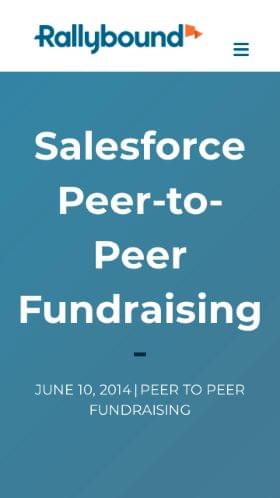 Rallybound
Salesforce
Peer-to-
Peer
Fundraising
JUNE 10, 2014 | PEER TO PEER
FUNDRAISING